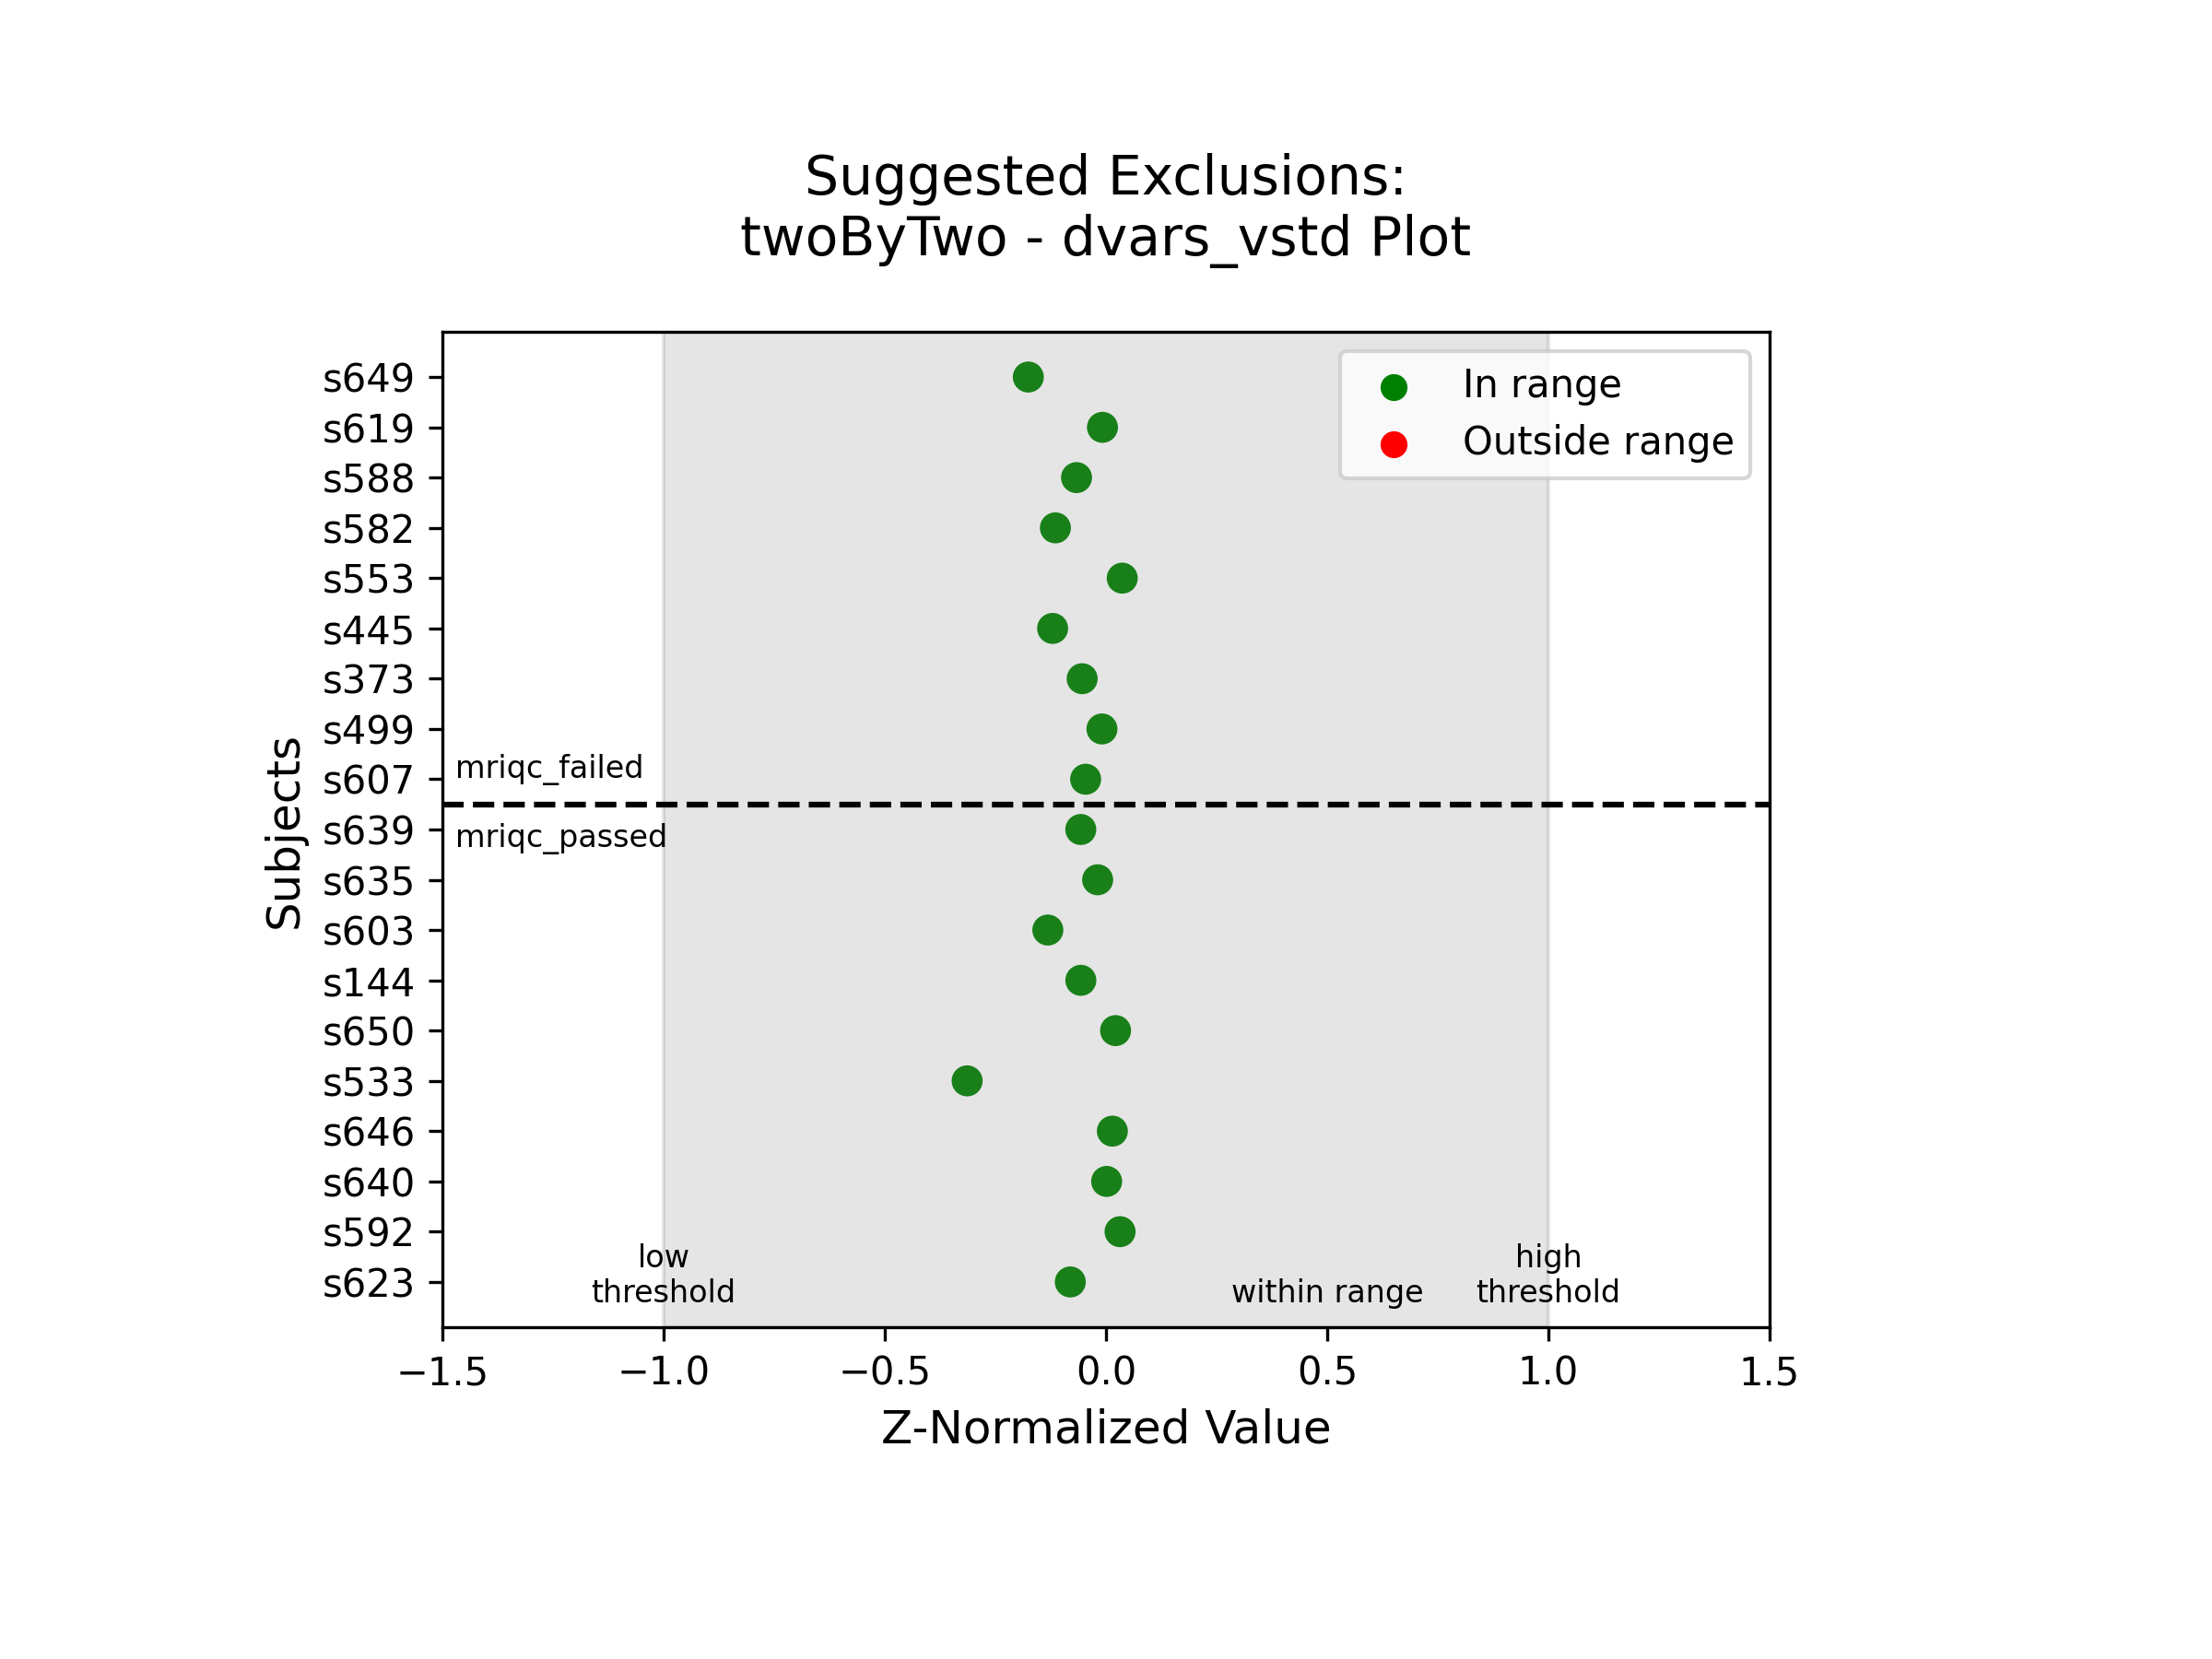 Suggested Exclusions:
twoByTwo - dvars_vstd Plot
In range
Outside range
s649
s619
s588
s582
s553
s445
s373
s499
s607
s639
s635
s603
s144
s650
s533
s646
s640
s592
s623
Subjects
mriqc_failed
mriqc_passed
low
threshold
within range
high
threshold
−1.5
−1.0
−0.5
0.0
0.5
1.0
1.5
Z-Normalized Value